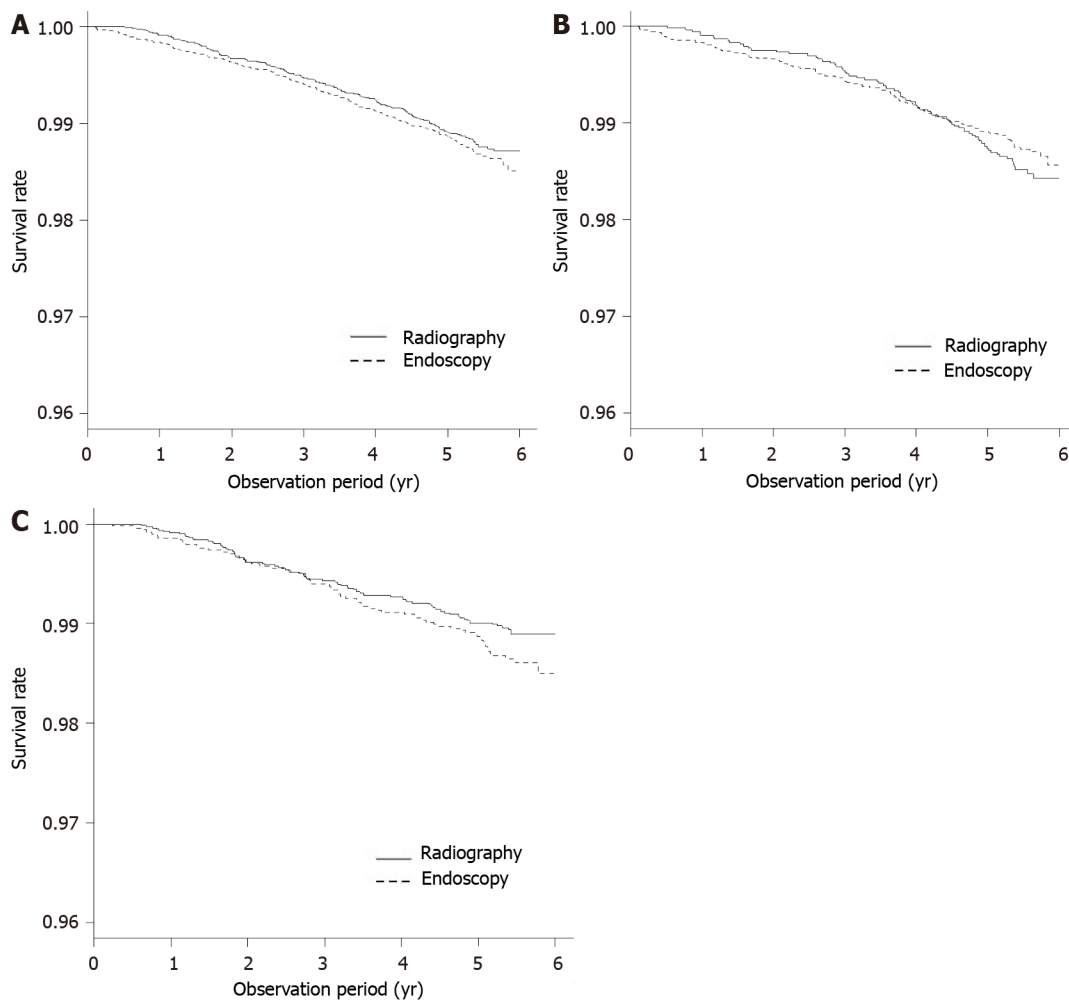 A
1.00
0.99
0.98
0.97
0.96
Survival rate
Radiography
Endoscopy
0 1 2 3 4 5 6
Observation period (yr)
B
1.00
0.99
0.98
0.97
0.96
Survival rate
Radiography
Endoscopy
0 1 2 3 4 5 6
Observation period (yr)
C
1.00
0.99
0.98
0.97
0.96
Survival rate
Radiography
Endoscopy
0 1 2 3 4 5 6
Observation period (yr)